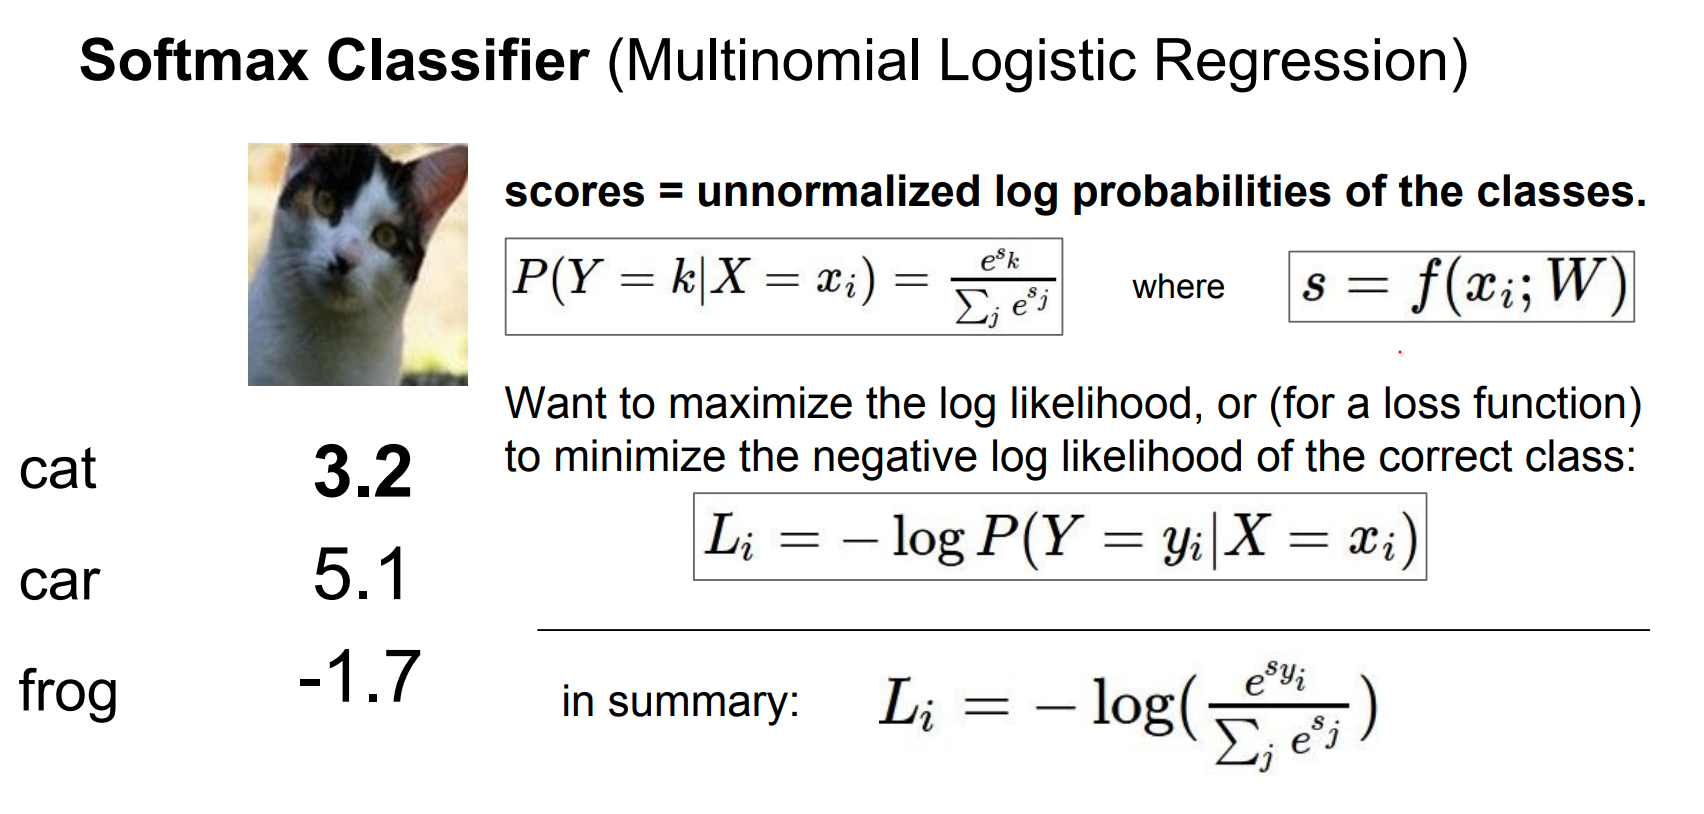 Softmax Classifier (Multinomial Logistic Regression)
scores = unnormalized log probabilities of the classes.
P(Y = k|X = x_i) = \frac{e^{s_k}}{\sum_j e^{s_j}} where s = f(x_i; W)
Want to maximize the log likelihood, or (for a loss function)
to minimize the negative log likelihood of the correct class:
L_i = − log P(Y = y_i|X = x_i)
cat 3.2
car 5.1
frog -1.7
in summary: L_i = − log(\frac{e^{s_{y_i}}}{\sum_j e^{s_j}})